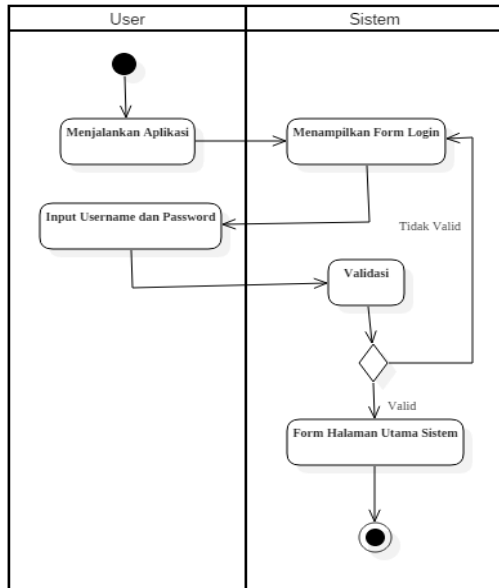 User
Sistem
Menjalankan Aplikasi
Menampilkan Form Login
Input Username dan Password
Tidak Valid
Validasi
Valid
Form Halaman Utama Sistem